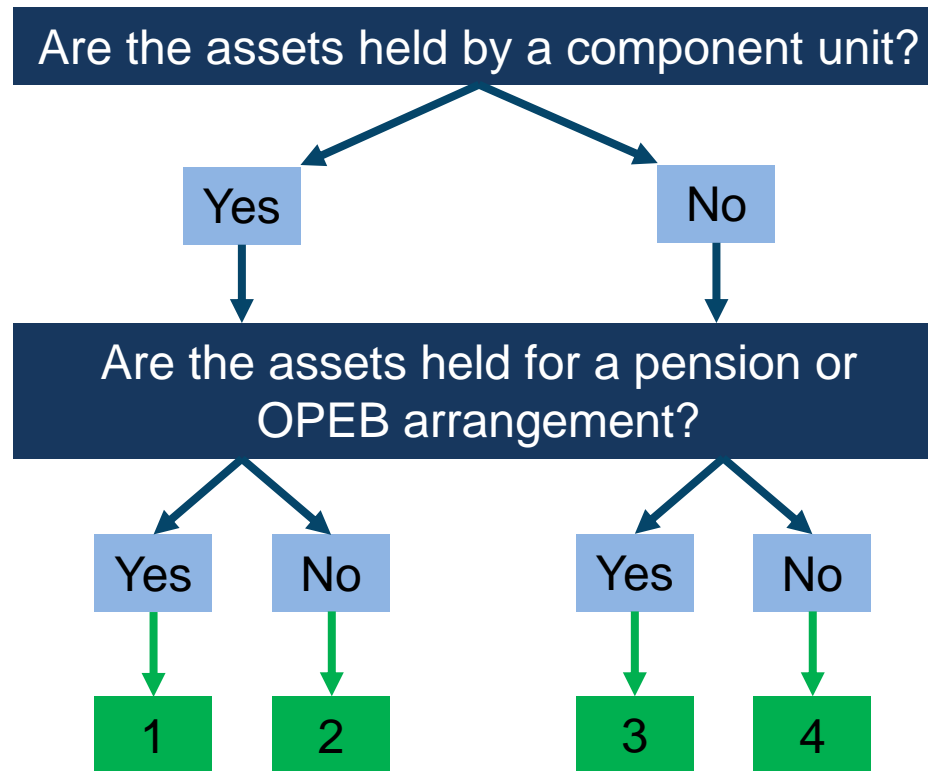 Are the assets held by a component unit?
Yes
No
Are the assets held for a pension or
OPEB arrangement?
Yes
No
Yes
No
1
2
3
4